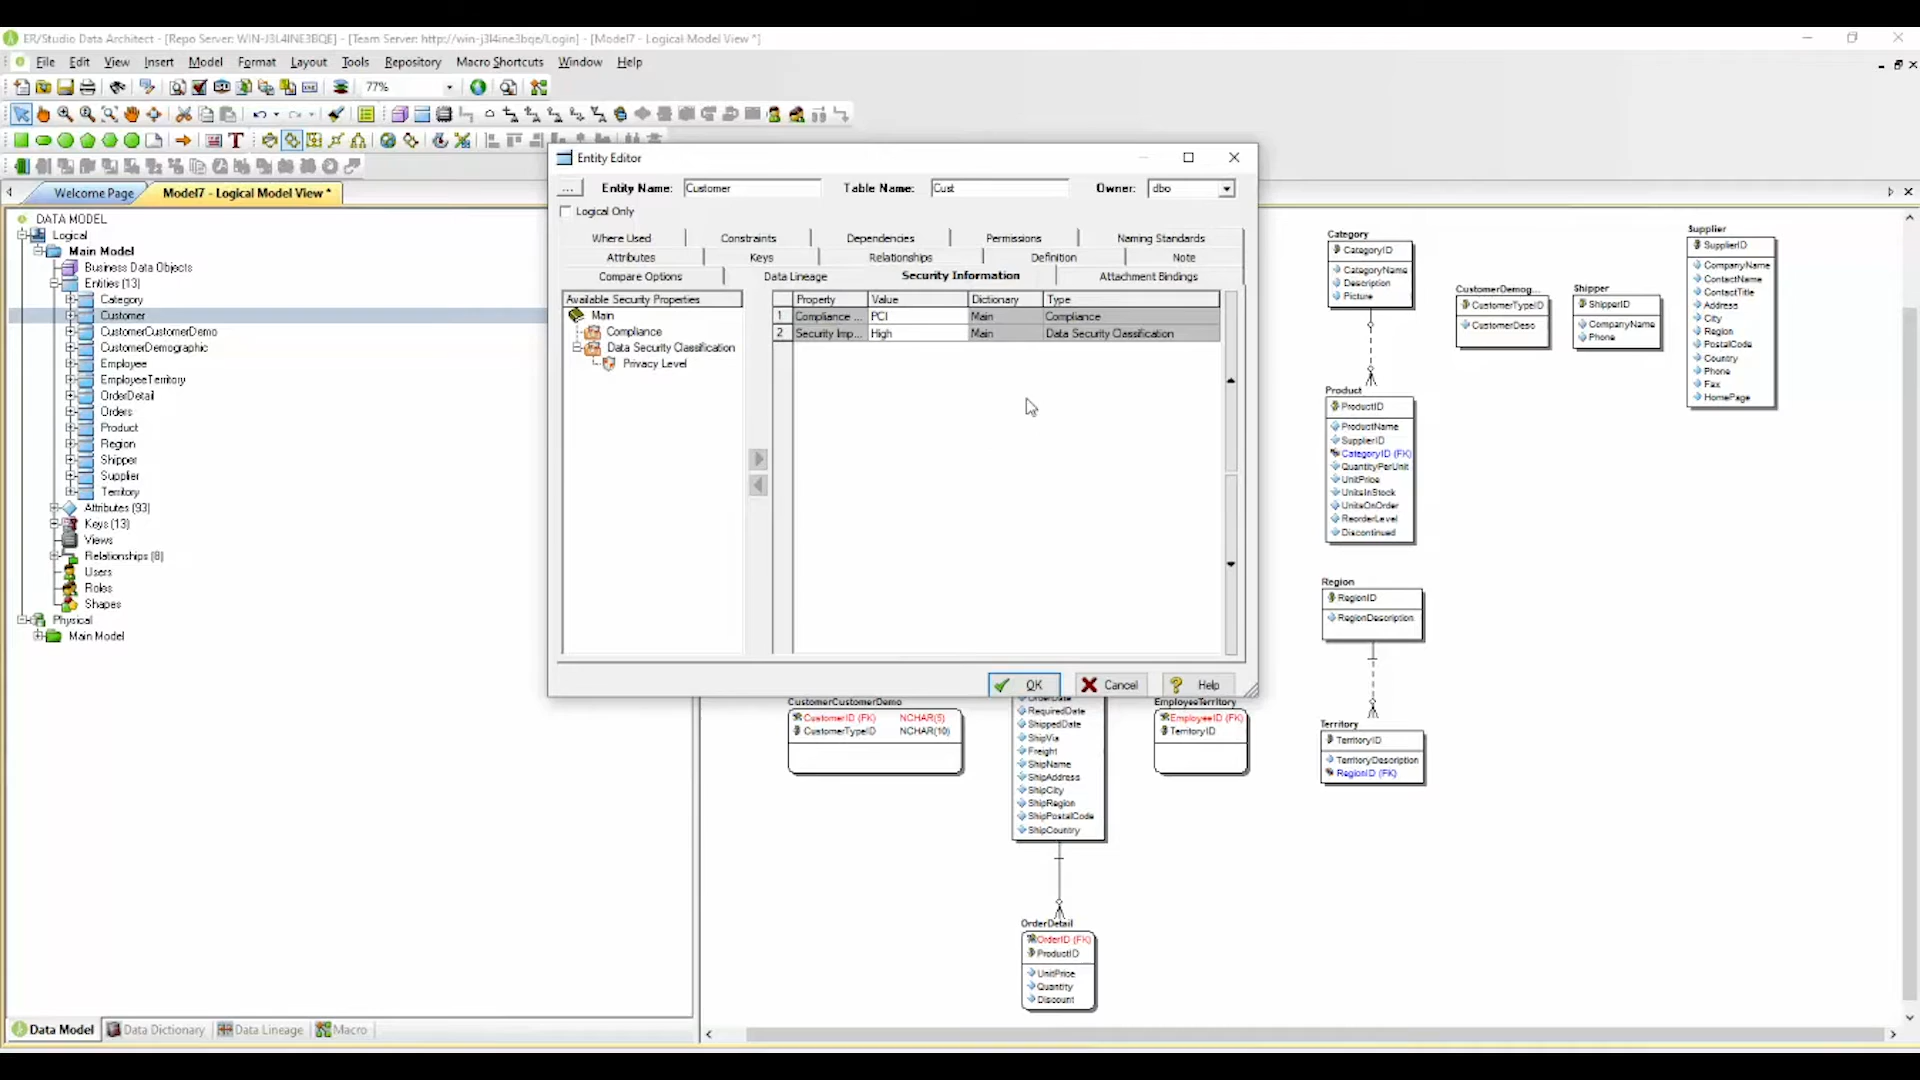 ER/Studio Data Architect - [Repo Server: WIN-J3L4INE3BQE] - [Team Server: http://win-j3l4ine3bqe/Login] - [Model7 - Logical Model View *]
File Edit View Insert Model Format Layout Tools Repository Macro Shortcuts Window Help
77%
Welcome Page Model7 - Logical Model View *
DATA MODEL
Logical
Main Model
Business Data Objects
Entities (13)
Category
Customer
CustomerCustomerDemo
CustomerDemographic
Employee
EmployeeTerritory
OrderDetail
Orders
Product
Region
Shipper
Supplier
Territory
Attributes (93)
Keys (13)
Views
Relationships (8)
Users
Roles
Shapes
Physical
Main Model
Data Model Data Dictionary Data Lineage Macro
Entity Editor
... Entity Name: Customer Table Name: Cust Owner: dbo
Logical Only
Where Used Constraints Dependencies Permissions Naming Standards
Attributes Keys Relationships Definition Note
Compare Options Data Lineage Security Information Attachment Bindings
Available Security Properties
Main
Compliance
Data Security Classification
Privacy Level
Property Value Dictionary Type
1 Compliance ... PCI Main Compliance
2 Security Imp... High Main Data Security Classification
OK Cancel Help
Category
CategoryID
CategoryName
Description
Picture
CustomerDemog...
CustomerTypeID
CustomerDesc
Shipper
ShipperID
CompanyName
Phone
Supplier
SupplierID
CompanyName
ContactName
ContactTitle
Address
City
Region
PostalCode
Country
Phone
Fax
HomePage
Product
ProductID
ProductName
SupplierID
CategoryID (FK)
QuantityPerUnit
UnitPrice
UnitsInStock
UnitsOnOrder
ReorderLevel
Discontinued
Region
RegionID
RegionDescription
Territory
TerritoryID
TerritoryDescription
RegionID (FK)
CustomerCustomerDemo
CustomerID (FK) NCHAR(5)
CustomerTypeID NCHAR(10)
OrderDate
RequiredDate
ShippedDate
ShipVia
Freight
ShipName
ShipAddress
ShipCity
ShipRegion
ShipPostalCode
ShipCountry
EmployeeTerritory
EmployeeID (FK)
TerritoryID
OrderDetail
OrderID (FK)
ProductID
UnitPrice
Quantity
Discount